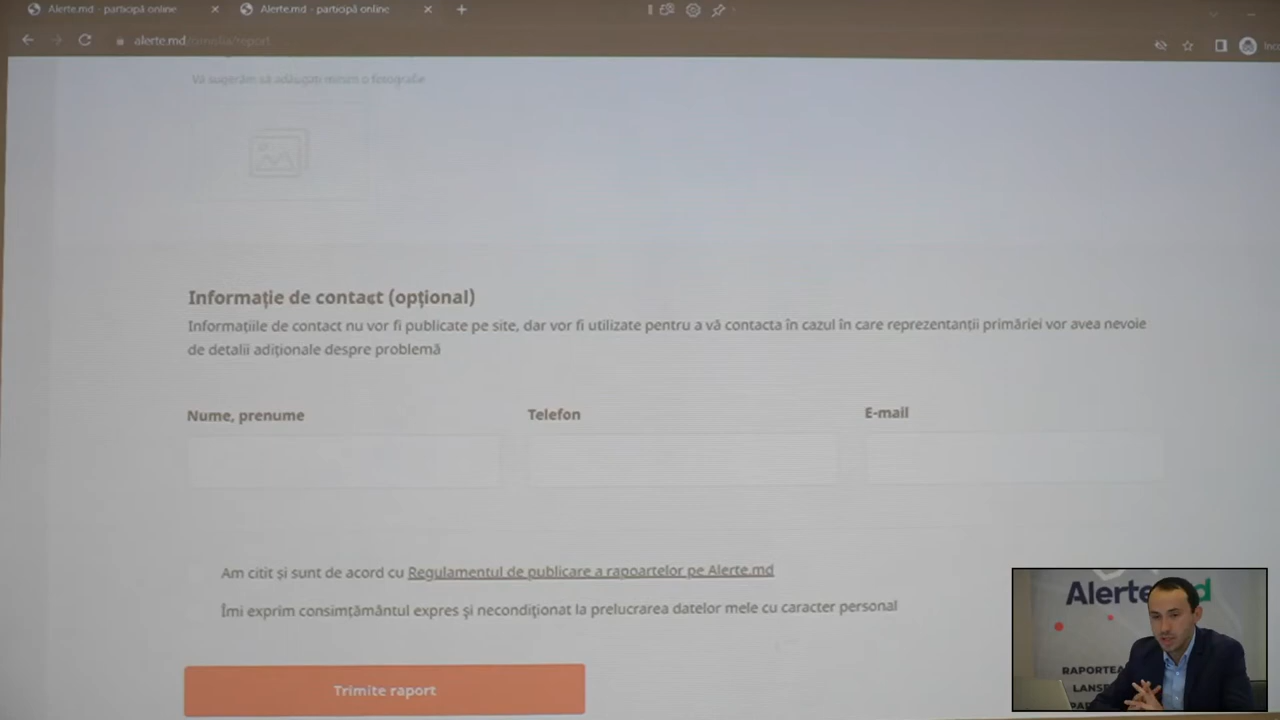 Alerte.md - participă online
Alerte.md - participă online
alerte.md/orhei/report
Vă sugerăm să adăugați minim o fotografie
Informație de contact (opțional)
Informațiile de contact nu vor fi publicate pe site, dar vor fi utilizate pentru a vă contacta în cazul în care reprezentanții primăriei vor avea nevoie
de detalii adiționale despre problemă
Nume, prenume
Telefon
E-mail
Am citit și sunt de acord cu Regulamentul de publicare a rapoartelor pe Alerte.md
Îmi exprim consimțământul expres și necondiționat la prelucrarea datelor mele cu caracter personal
Trimite raport
Alerte
d
RAPORTEA
LANSE